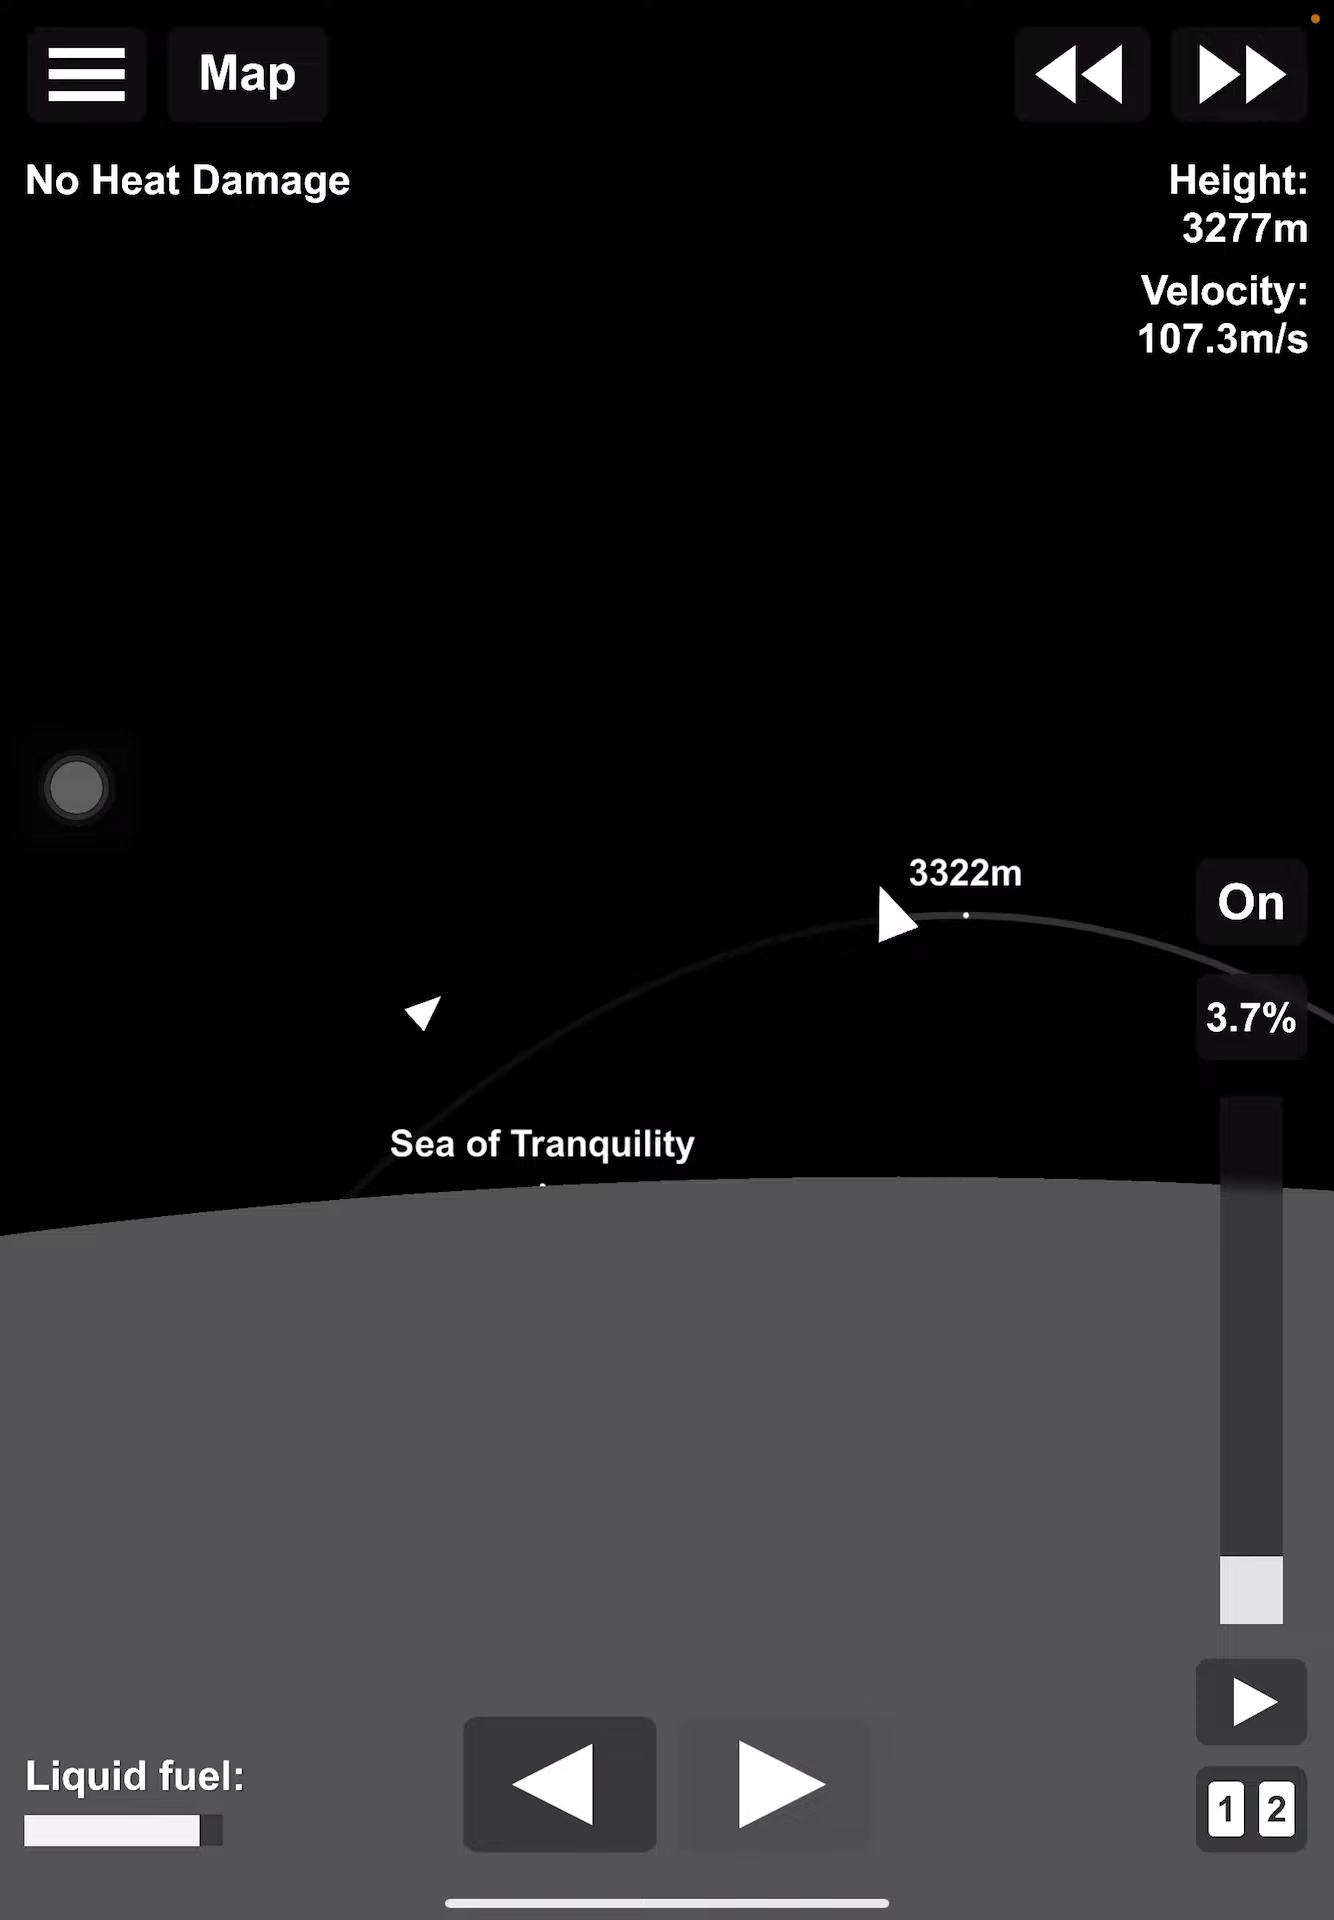 Map
No Heat Damage
Height:
3277m
Velocity:
107.3m/s
3322m
On
3.7%
Sea of Tranquility
Liquid fuel:
1 2